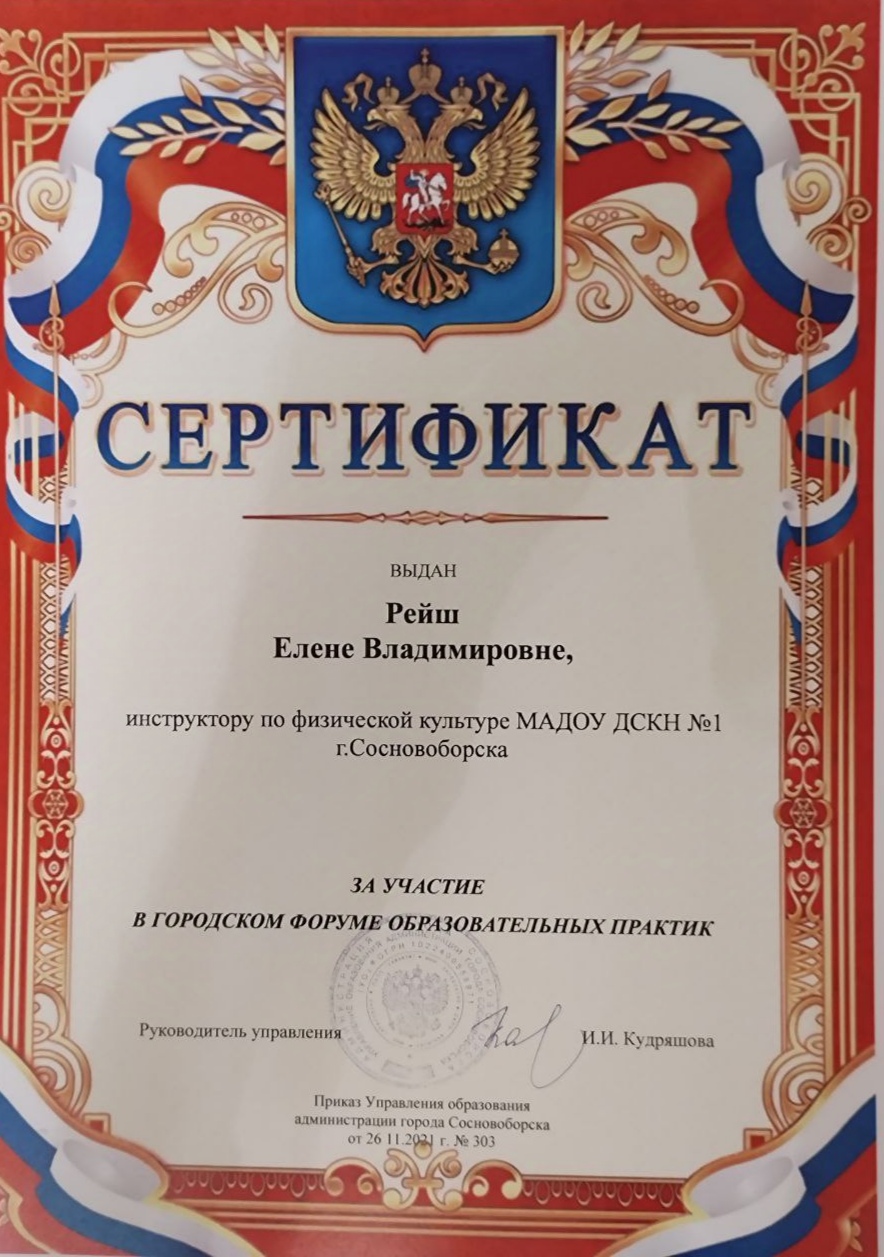 СЕРТИФИКАТ
ВЫДАН
Рейш
Елене Владимировне,
инструктору по физической культуре МАДОУ ДСКН №1
г.Сосновоборска
ЗА УЧАСТИЕ
В ГОРОДСКОМ ФОРУМЕ ОБРАЗОВАТЕЛЬНЫХ ПРАКТИК
Руководитель управления
И.И. Кудряшова
Приказ Управления образования
администрации города Сосновоборска
от 26 11.2021 г. № 303